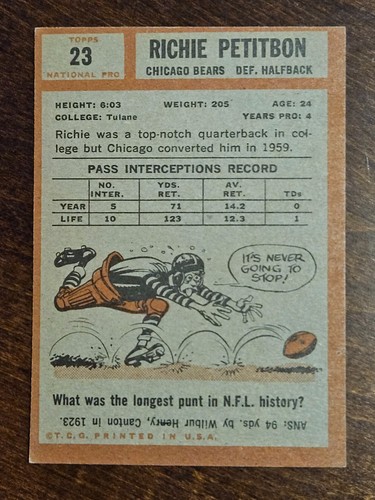 TOPPS
23
NATIONAL PRO
RICHIE PETITBON
CHICAGO BEARS DEF. HALFBACK
HEIGHT: 6:03 WEIGHT: 205 AGE: 24
COLLEGE: Tulane YEARS PRO: 4
Richie was a top-notch quarterback in col-
lege but Chicago converted him in 1959.
PASS INTERCEPTIONS RECORD
NO. INTER. YDS. RET. AV. RET. TDs
YEAR 5 71 14.2 0
LIFE 10 123 12.3 1
IT'S NEVER
GOING TO
STOP!
What was the longest punt in N.F.L. history?
ANS: 94 yds. by Wilbur Henry, Canton in 1923.
©T.C.G. PRINTED IN U.S.A.